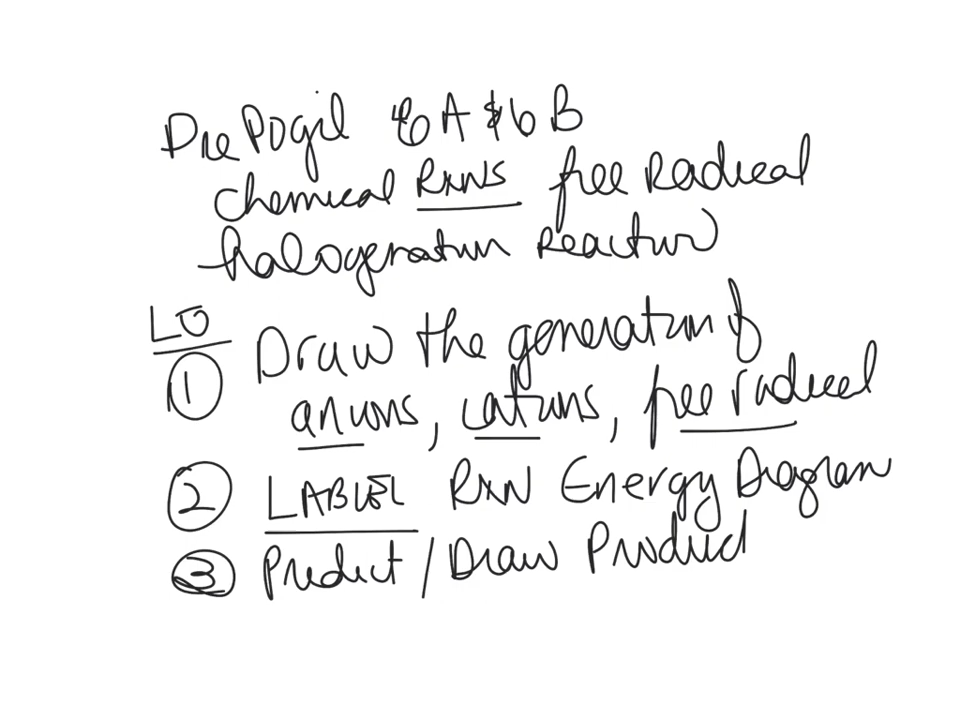 Pre Pogil 6A & 6B
chemical RXNS free Radical
halogenation Reaction
LO
① Draw the generation of
anions, cations, free radical
② LABLEL RXN Energy Diagram
③ Predict / Draw Product